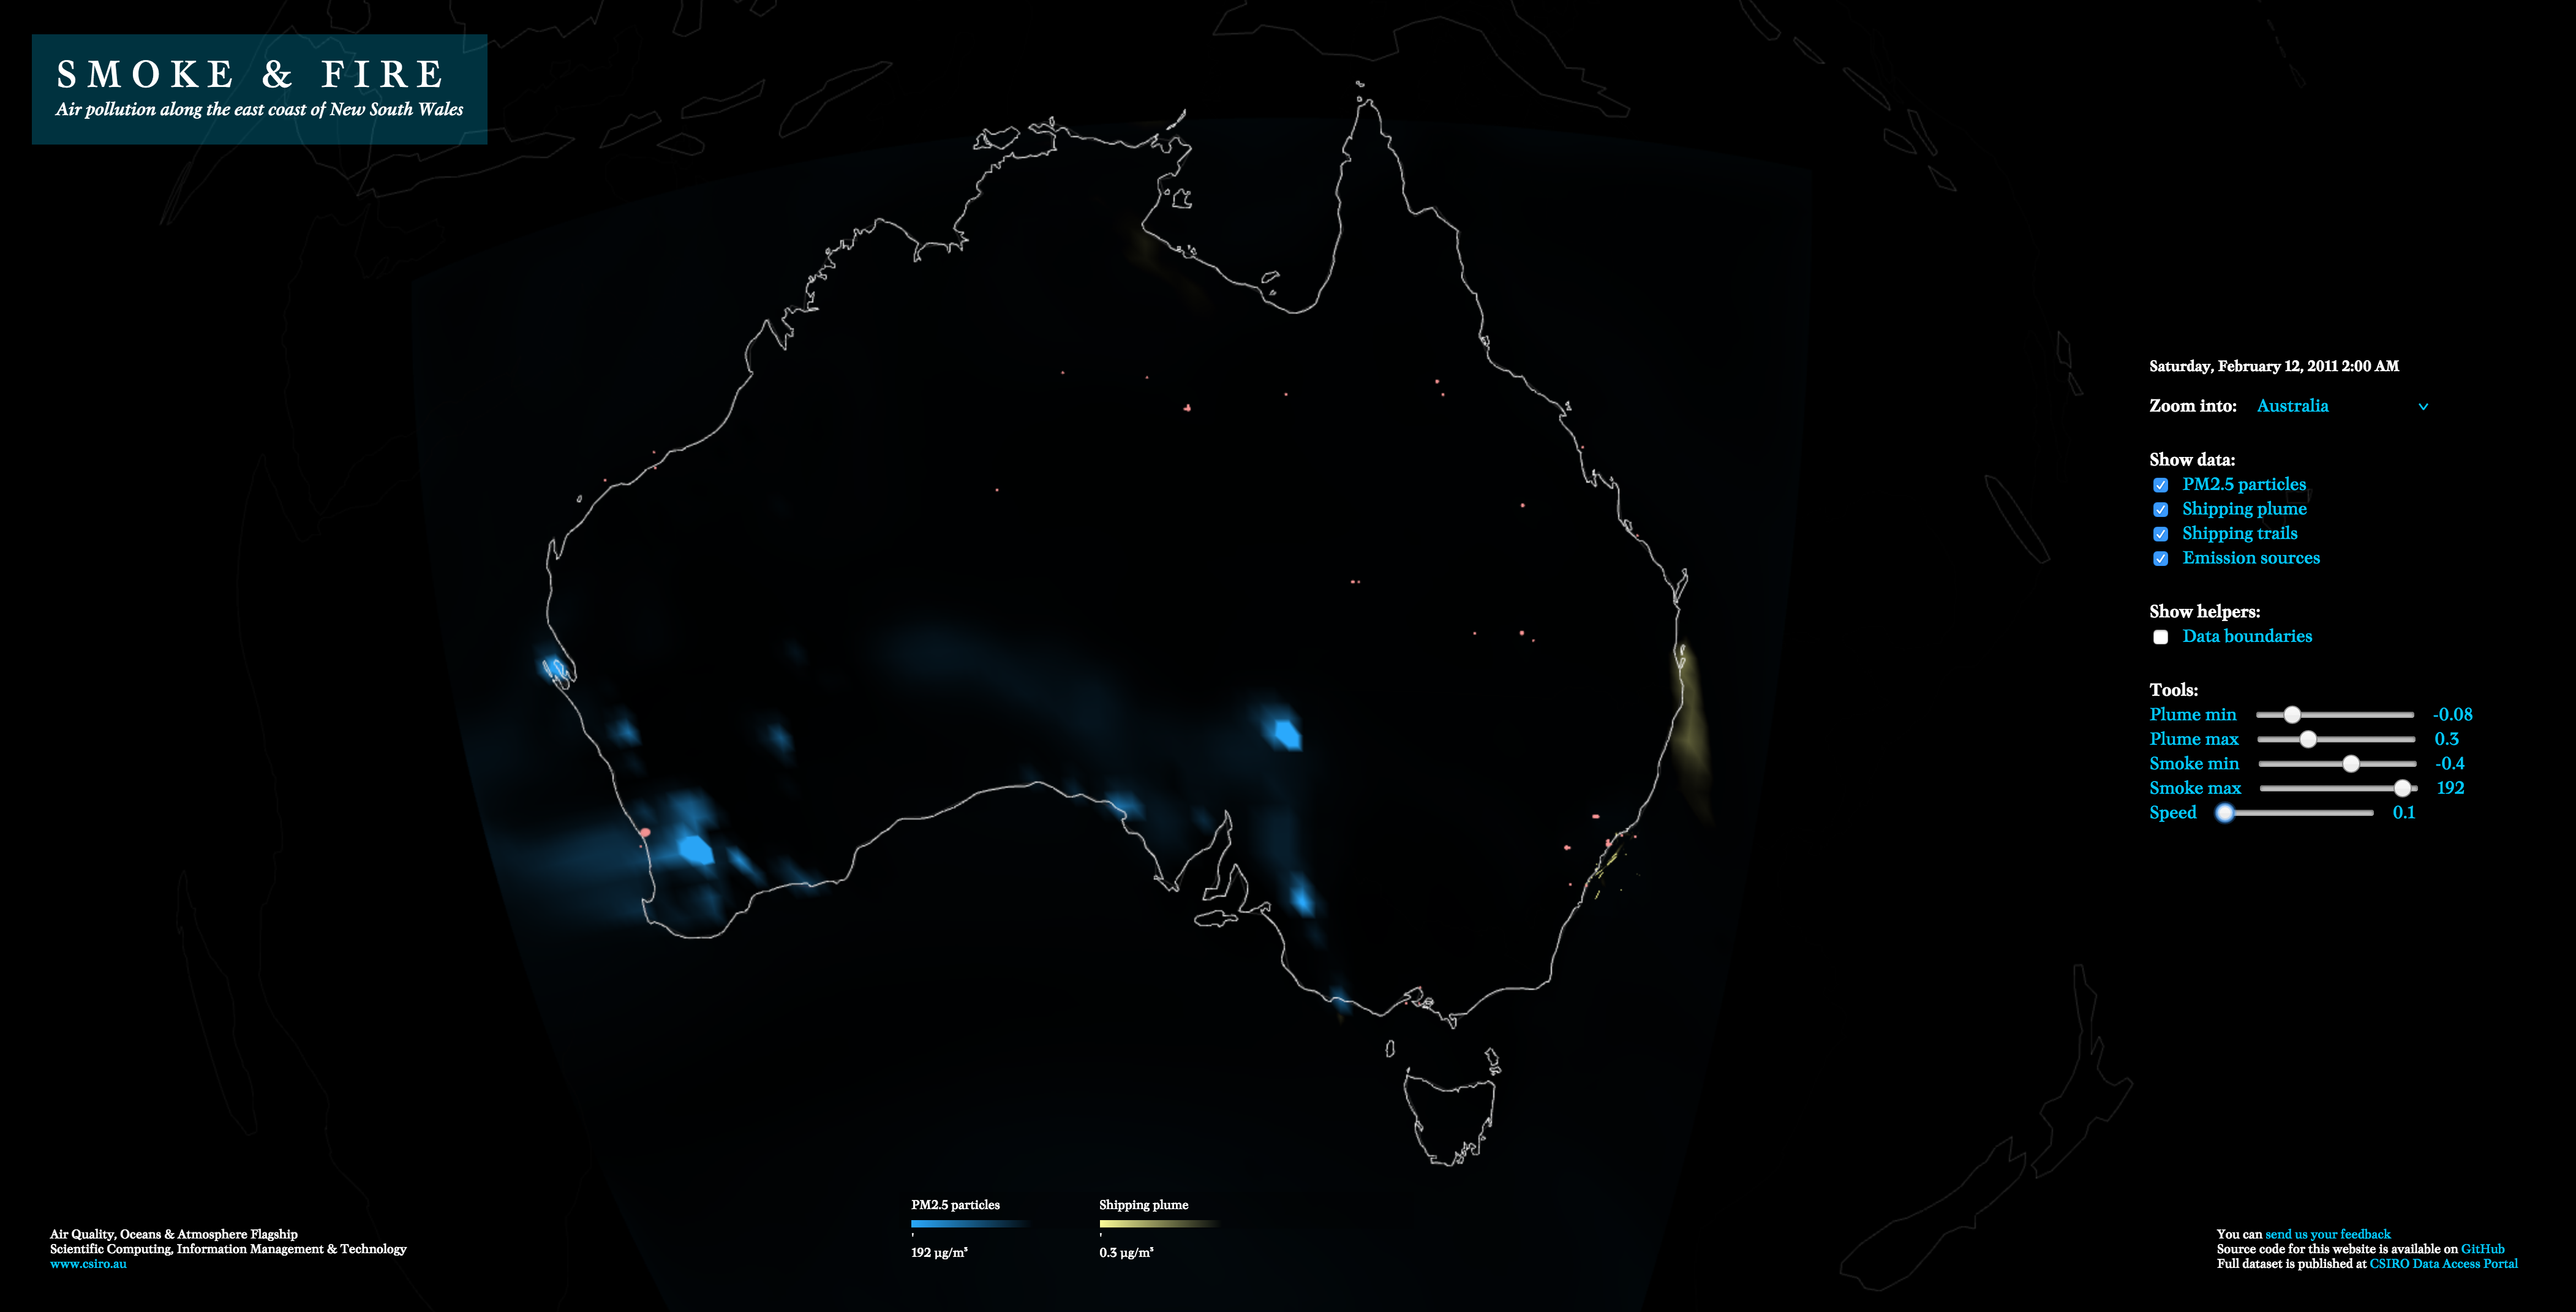 SMOKE & FIRE
Air pollution along the east coast of New South Wales
Saturday, February 12, 2011 2:00 AM
Zoom into: Australia
Show data:
PM2.5 particles
Shipping plume
Shipping trails
Emission sources
Show helpers:
Data boundaries
Tools:
Plume min -0.08
Plume max 0.3
Smoke min -0.4
Smoke max 192
Speed 0.1
PM2.5 particles
192 µg/m³
Shipping plume
0.3 µg/m³
Air Quality, Oceans & Atmosphere Flagship
Scientific Computing, Information Management & Technology
www.csiro.au
You can send us your feedback
Source code for this website is available on GitHub
Full dataset is published at CSIRO Data Access Portal